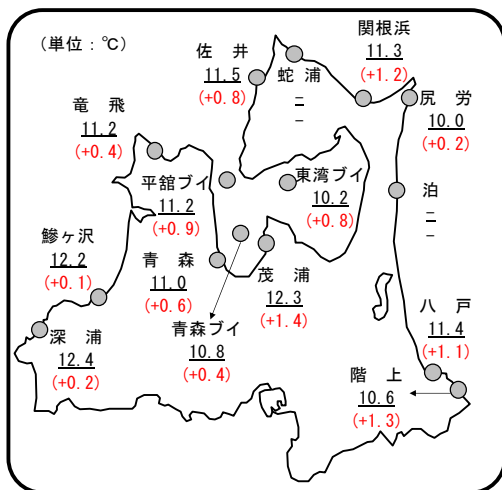 (単位：℃)
関根浜
11.3
(+1.2)
佐 井
11.5
(+0.8)
蛇 浦
－
－
尻 労
10.0
(+0.2)
竜 飛
11.2
(+0.4)
平舘ブイ
11.2
(+0.9)
東湾ブイ
10.2
(+0.8)
泊
－
－
鰺ヶ沢
12.2
(+0.1)
青 森
11.0
(+0.6)
茂 浦
12.3
(+1.4)
青森ブイ
10.8
(+0.4)
八 戸
11.4
(+1.1)
深 浦
12.4
(+0.2)
階 上
10.6
(+1.3)